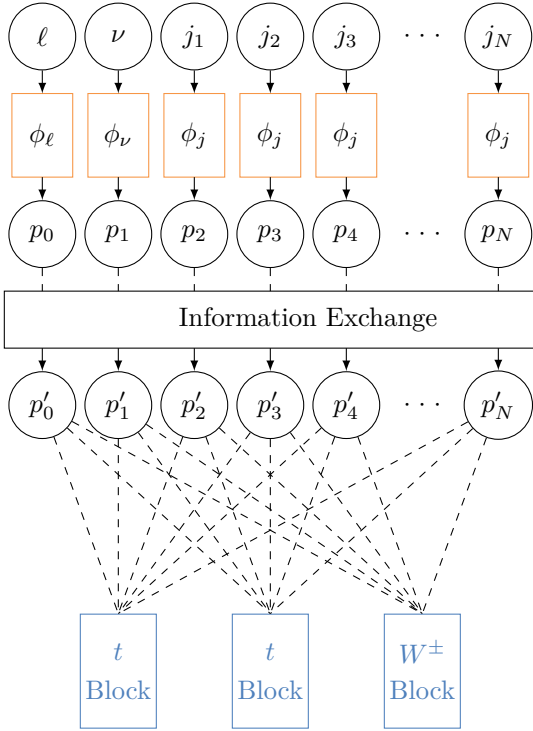 ℓ ν j₁ j₂ j₃ · · · j_N
ϕ_ℓ ϕ_ν ϕ_j ϕ_j ϕ_j ϕ_j
p₀ p₁ p₂ p₃ p₄ · · · p_N
Information Exchange
p′₀ p′₁ p′₂ p′₃ p′₄ · · · p′_N
t t W^±
Block Block Block